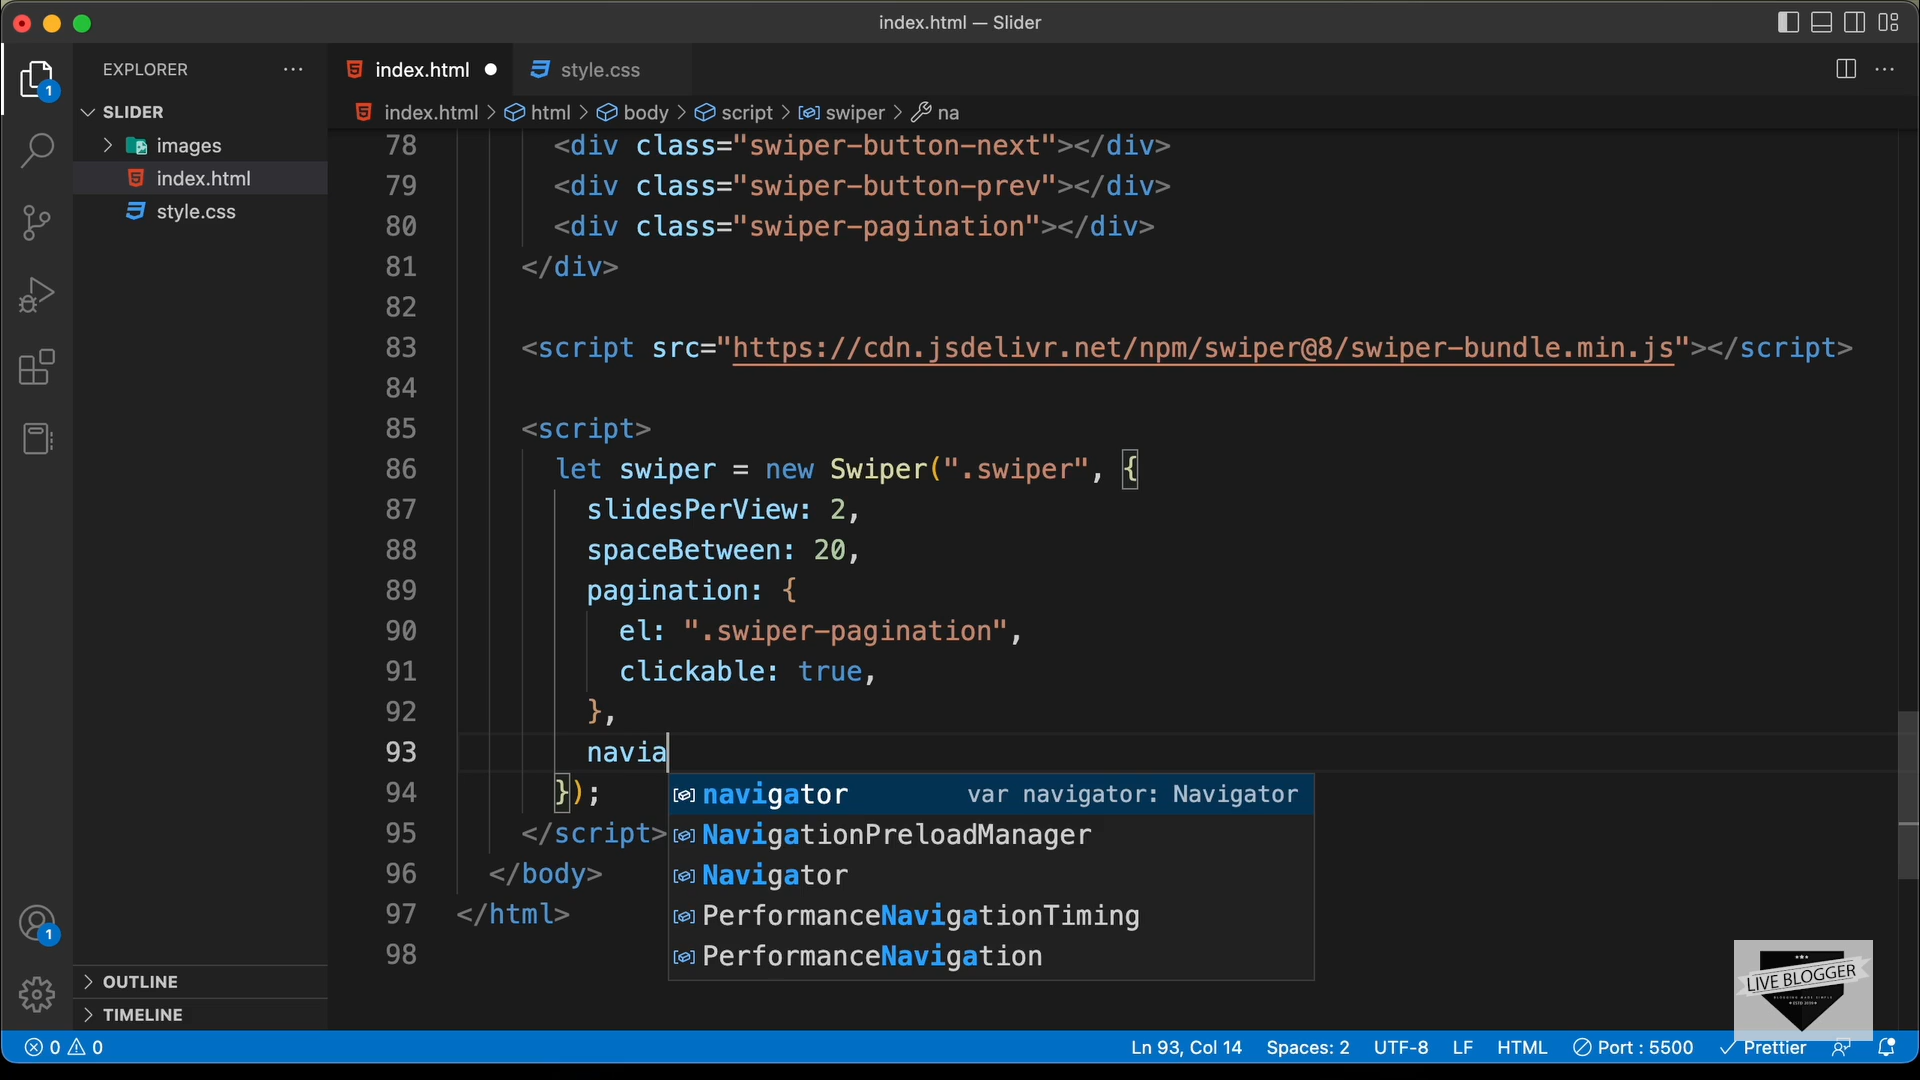 index.html — Slider
EXPLORER
index.html
style.css
SLIDER
index.html
html
body
script
swiper
na
images
index.html
style.css
78 <div class="swiper-button-next"></div>
79 <div class="swiper-button-prev"></div>
80 <div class="swiper-pagination"></div>
81 </div>
82
83 <script src="https://cdn.jsdelivr.net/npm/swiper@8/swiper-bundle.min.js"></script>
84
85 <script>
86 let swiper = new Swiper(".swiper", {
87 slidesPerView: 2,
88 spaceBetween: 20,
89 pagination: {
90 el: ".swiper-pagination",
91 clickable: true,
92 },
93 navia
94 });
95 </script>
96 </body>
97 </html>
98
navigator var navigator: Navigator
NavigationPreloadManager
Navigator
PerformanceNavigationTiming
PerformanceNavigation
1
1
OUTLINE
TIMELINE
LIVE BLOGGER
0 0
Ln 93, Col 14 Spaces: 2 UTF-8 LF HTML Port : 5500 Prettier